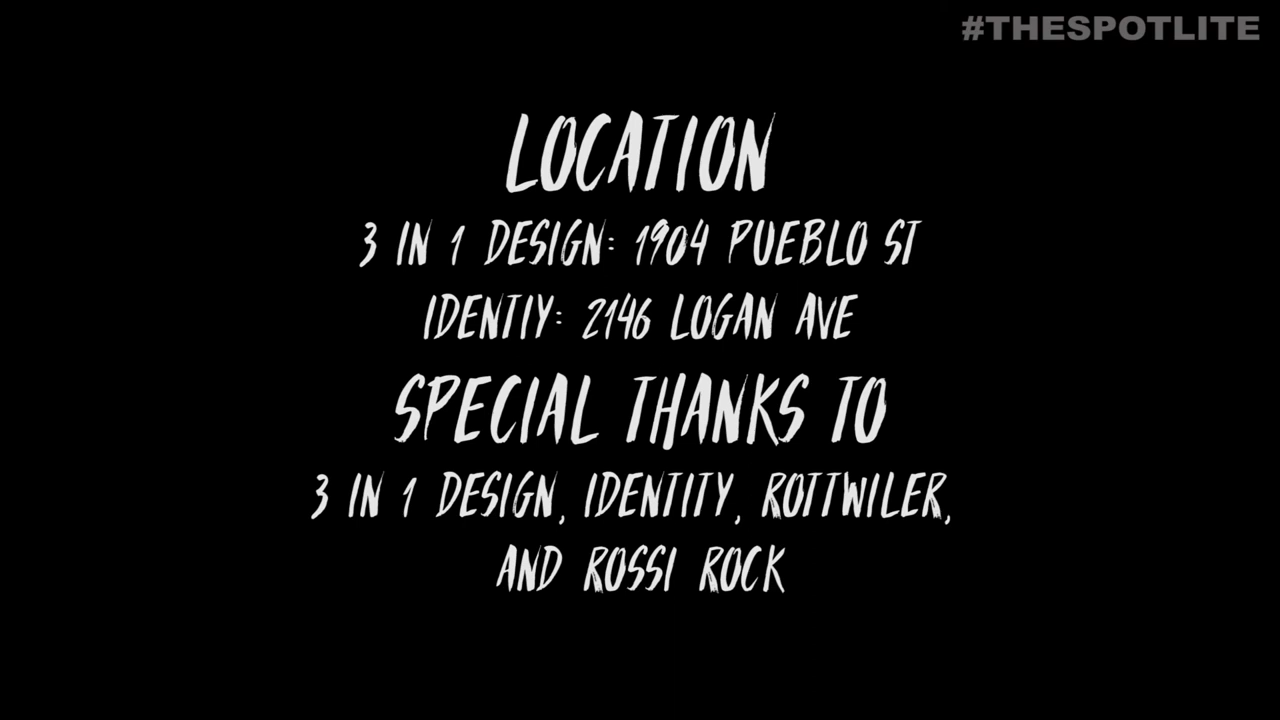 #THESPOTLITE
LOCATION
3 IN 1 DESIGN: 1904 PUEBLO ST
IDENTIY: 2146 LOGAN AVE
SPECIAL THANKS TO
3 IN 1 DESIGN, IDENTITY, ROTTWILER,
AND ROSSI ROCK